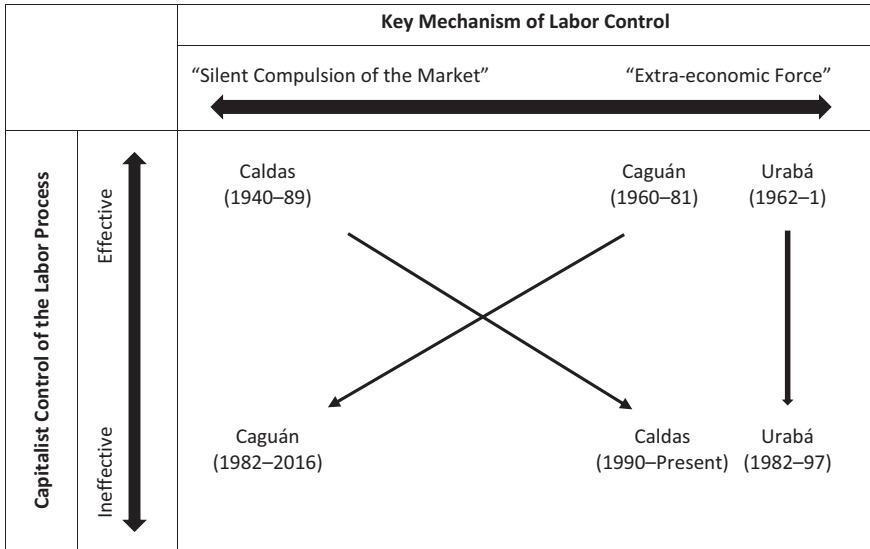 Key Mechanism of Labor Control
“Silent Compulsion of the Market”
“Extra-economic Force”
Capitalist Control of the Labor Process
Effective
Ineffective
Caldas
(1940–89)
Caguán
(1960–81)
Urabá
(1962–1)
Caguán
(1982–2016)
Caldas
(1990–Present)
Urabá
(1982–97)